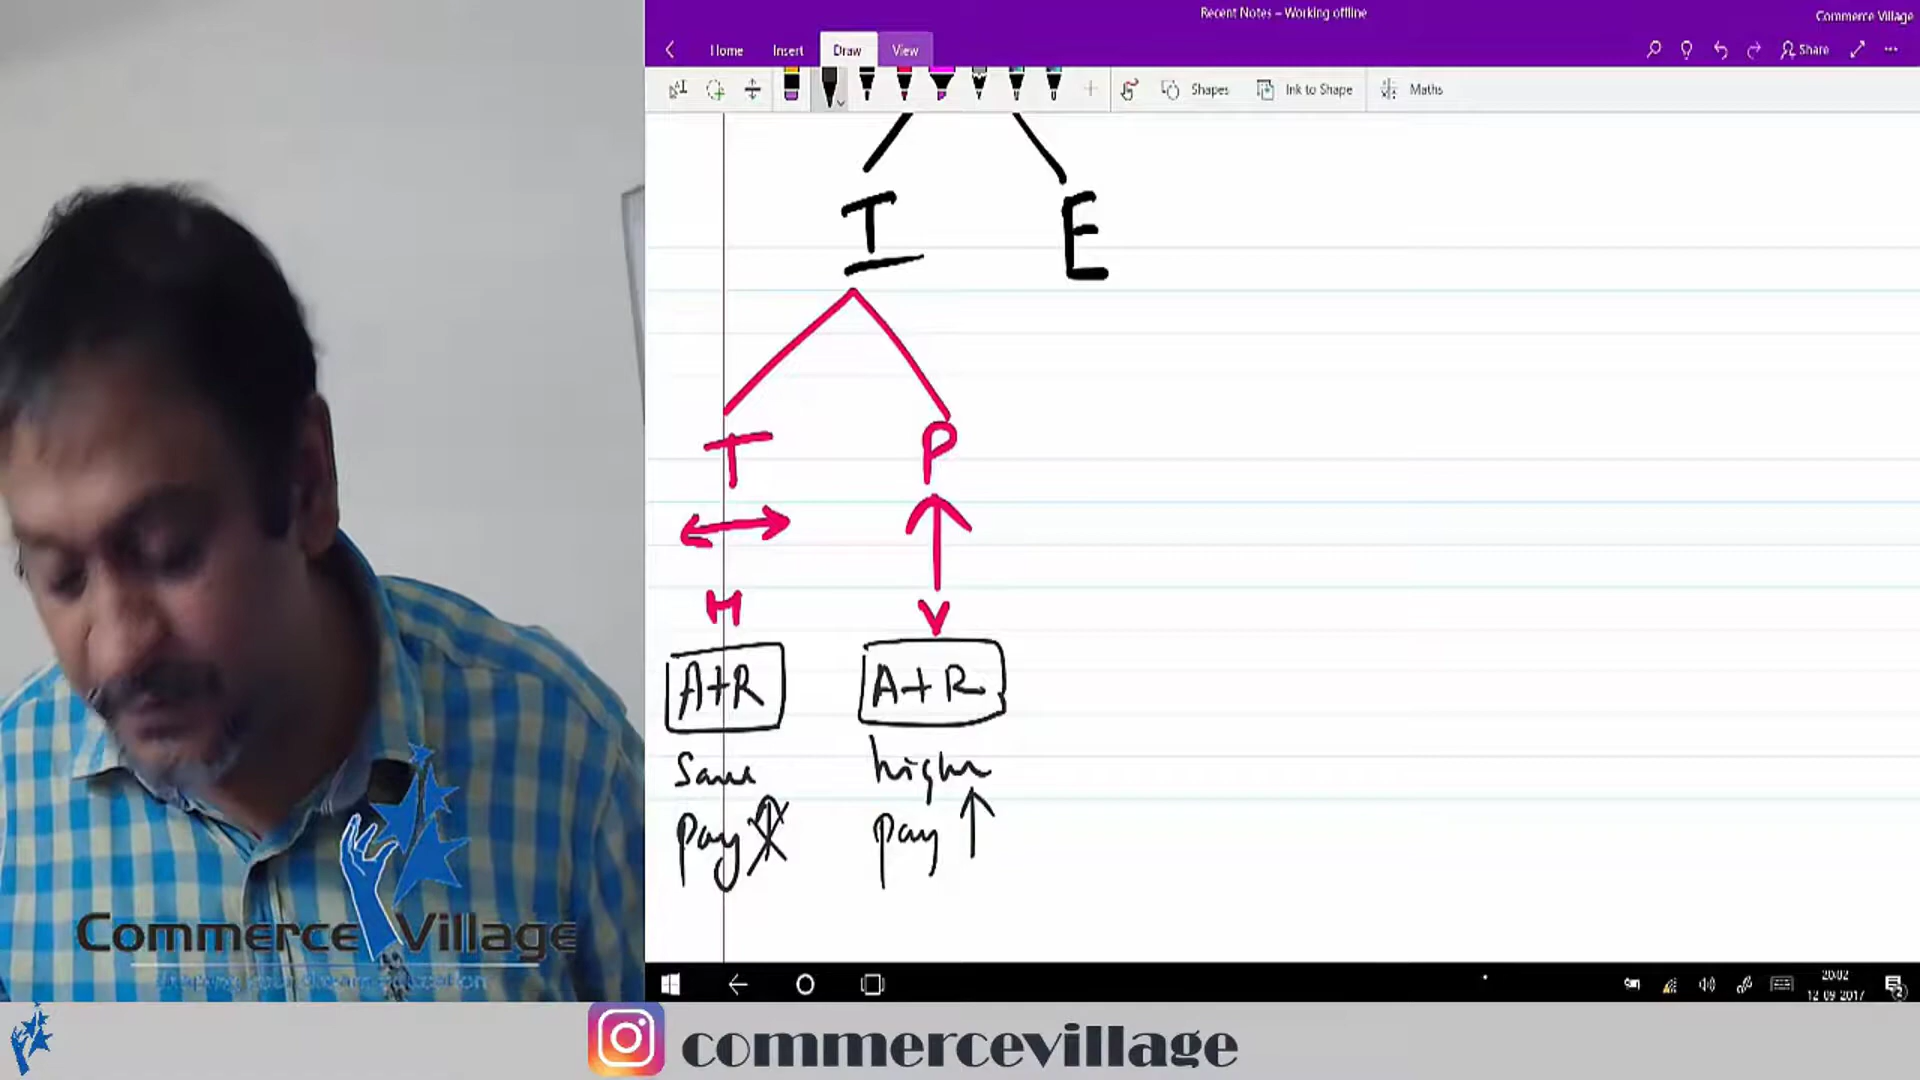 Recent Notes – Working offline
Commerce Village
Home Insert Draw View
Share
Shapes Ink to Shape Maths
I E
T P
H V
A+R A+R
Same higher
pay pay
Commerce Village
20:02
12-09-2017
commercevillage